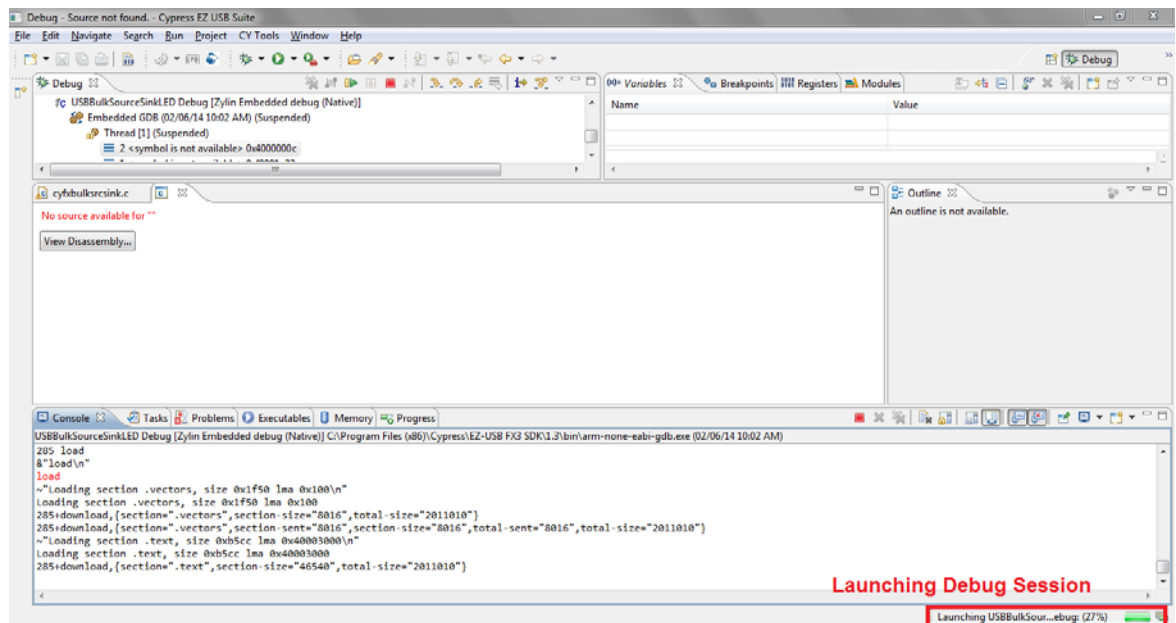 Debug - Source not found. - Cypress EZ USB Suite
File Edit Navigate Search Run Project CY Tools Window Help
Debug
Debug
USBBulkSourceSinkLED Debug [Zylin Embedded debug (Native)]
Embedded GDB (02/06/14 10:02 AM) (Suspended)
Thread [1] (Suspended)
2 <symbol is not available> 0x4000000c
(x)= Variables Breakpoints Registers Modules
Name Value
cyfxbulksrcsink.c
No source available for ""
View Disassembly...
Outline
An outline is not available.
Console Tasks Problems Executables Memory Progress
USBBulkSourceSinkLED Debug [Zylin Embedded debug (Native)] C:\Program Files (x86)\Cypress\EZ-USB FX3 SDK\1.3\bin\arm-none-eabi-gdb.exe (02/06/14 10:02 AM)
285 load
&"load\n"
load
~"Loading section .vectors, size 0x1f50 lma 0x100\n"
Loading section .vectors, size 0x1f50 lma 0x100
285+download,{section=".vectors",section-size="8016",total-size="2011010"}
285+download,{section=".vectors",section-sent="8016",section-size="8016",total-sent="8016",total-size="2011010"}
~"Loading section .text, size 0xb5cc lma 0x40003000\n"
Loading section .text, size 0xb5cc lma 0x40003000
285+download,{section=".text",section-size="46540",total-size="2011010"}
Launching Debug Session
Launching USBBulkSour...ebug: (27%)